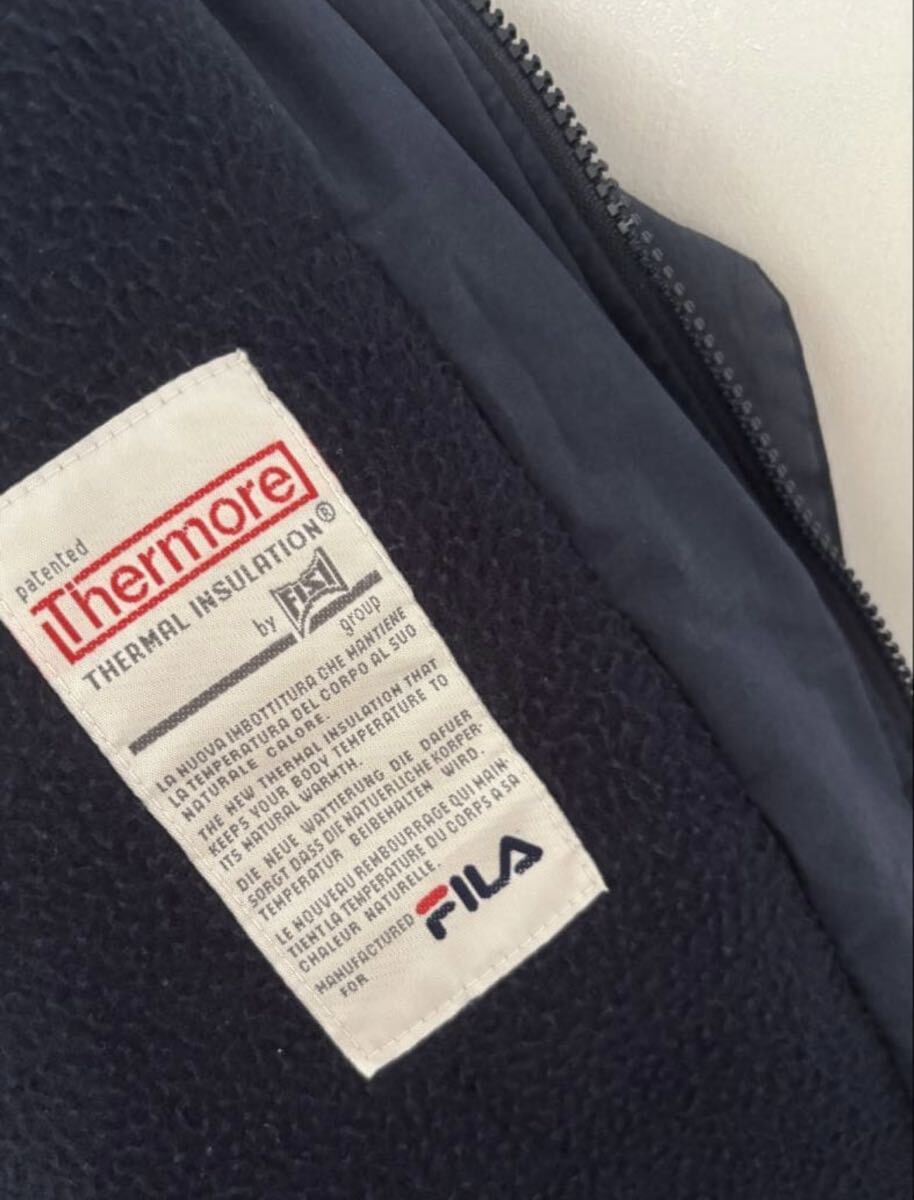 patented
Thermore
THERMAL INSULATION®
by FISI group
LA NUOVA IMBOTTITURA CHE MANTIENE
LA TEMPERATURA DEL CORPO AL SUO
NATURALE CALORE.
THE NEW THERMAL INSULATION THAT
KEEPS YOUR BODY TEMPERATURE TO
ITS NATURAL WARMTH.
DIE NEUE WATTIERUNG DIE DAFUER
SORGT DASS DIE NATUERLICHE KORPER-
TEMPERATUR BEIBEHALTEN WIRD.
LE NOUVEAU REMBOURRAGE QUI MAIN
TIENT LA TEMPERATURE DU CORPS A SA
CHALEUR NATURELLE.
MANUFACTURED
FOR
FILA